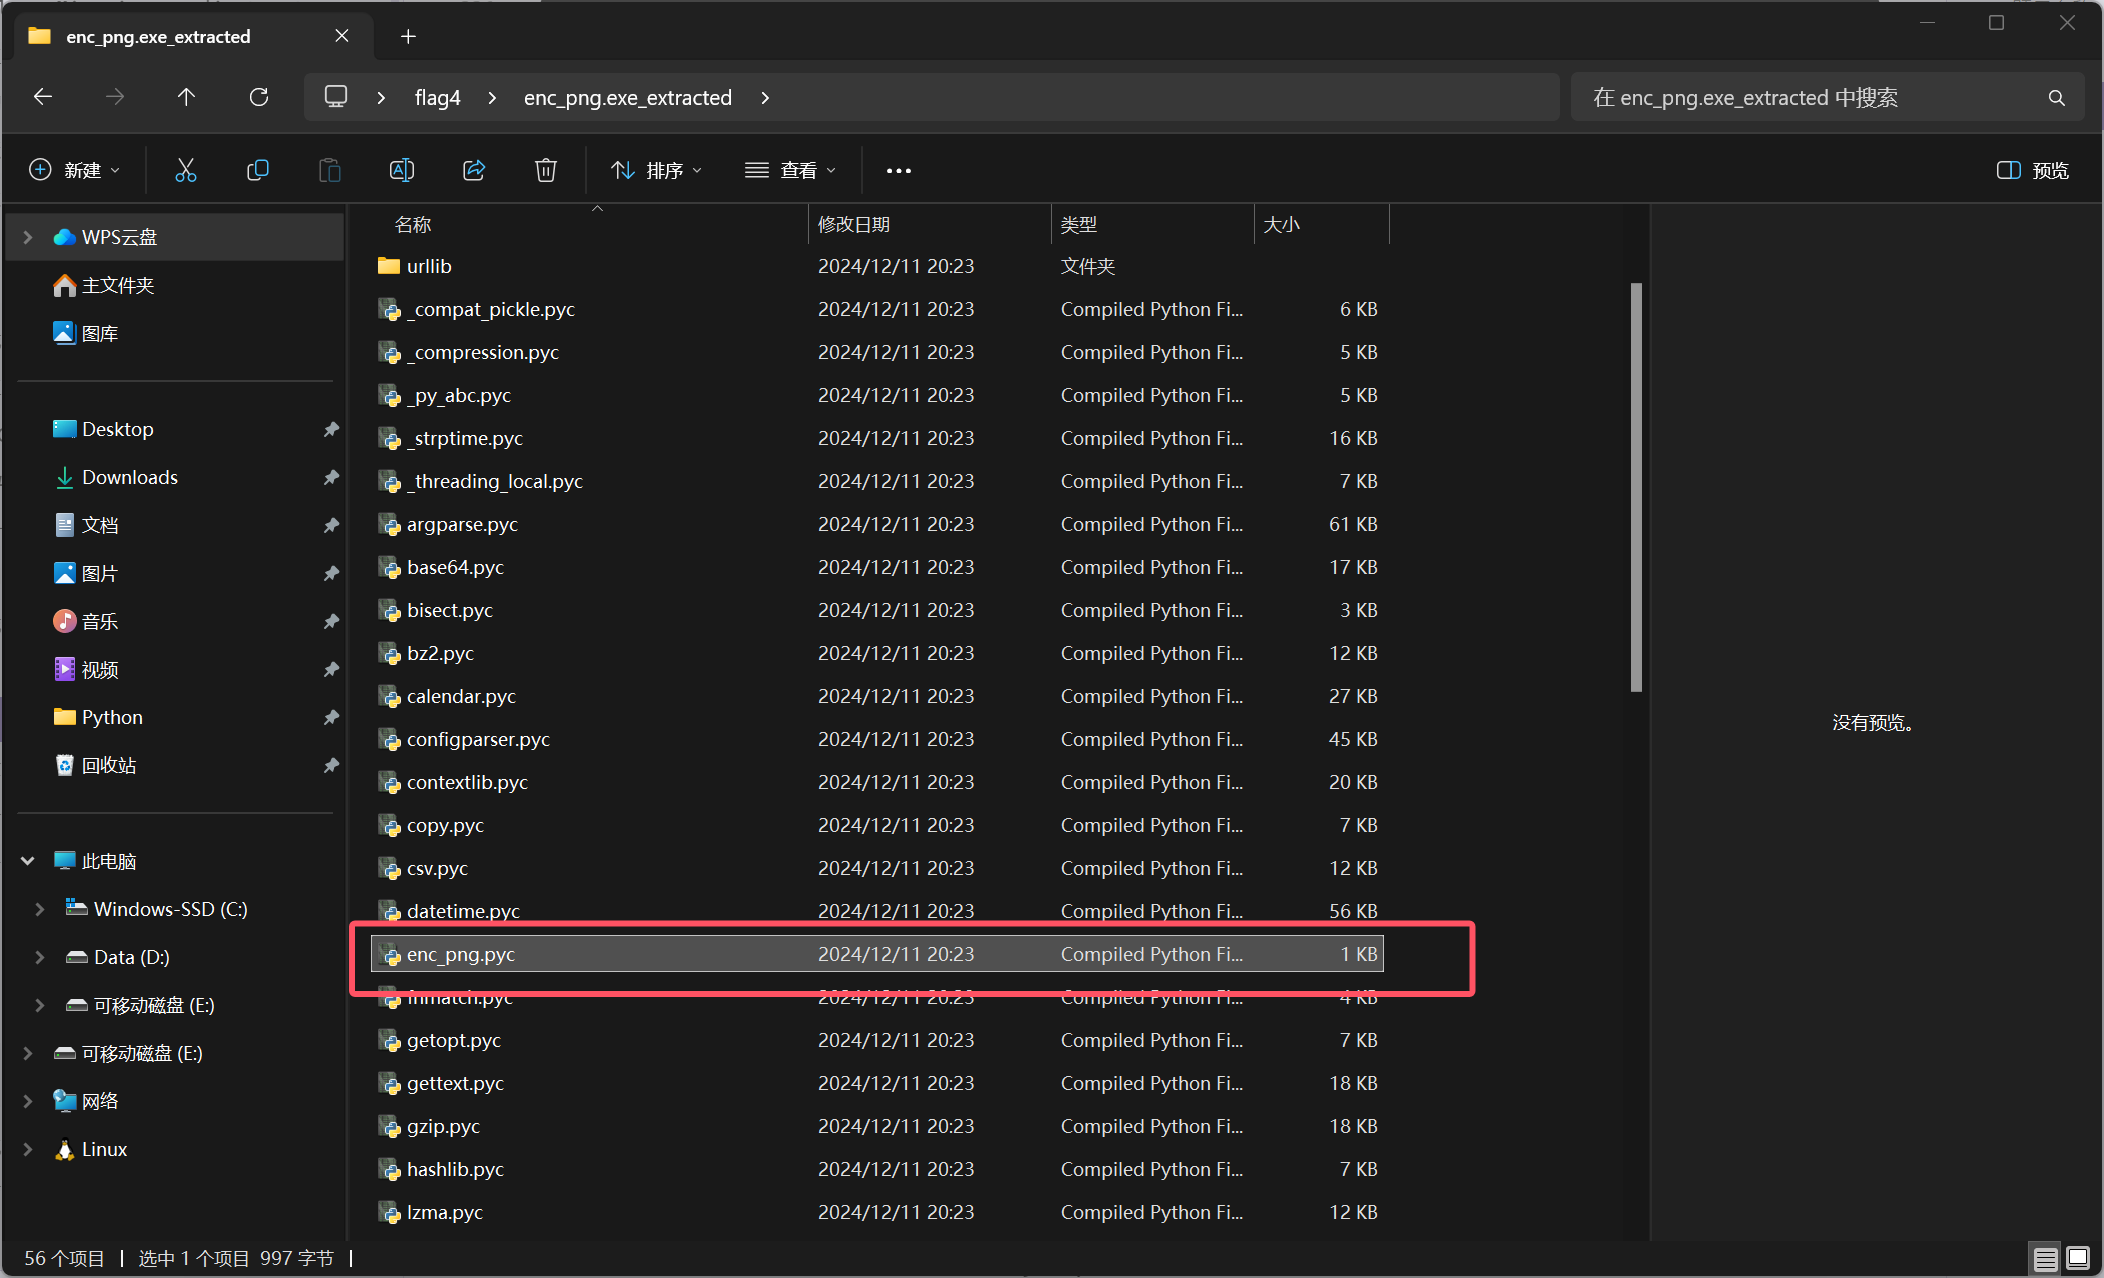 enc_png.exe_extracted
flag4 enc_png.exe_extracted 在 enc_png.exe_extracted 中搜索
新建 排序 查看 预览
WPS云盘
主文件夹
图库
Desktop
Downloads
文档
图片
音乐
视频
Python
回收站
此电脑
Windows-SSD (C:)
Data (D:)
可移动磁盘 (E:)
可移动磁盘 (E:)
网络
Linux
名称 修改日期 类型 大小
urllib 2024/12/11 20:23 文件夹
_compat_pickle.pyc 2024/12/11 20:23 Compiled Python Fi... 6 KB
_compression.pyc 2024/12/11 20:23 Compiled Python Fi... 5 KB
_py_abc.pyc 2024/12/11 20:23 Compiled Python Fi... 5 KB
_strptime.pyc 2024/12/11 20:23 Compiled Python Fi... 16 KB
_threading_local.pyc 2024/12/11 20:23 Compiled Python Fi... 7 KB
argparse.pyc 2024/12/11 20:23 Compiled Python Fi... 61 KB
base64.pyc 2024/12/11 20:23 Compiled Python Fi... 17 KB
bisect.pyc 2024/12/11 20:23 Compiled Python Fi... 3 KB
bz2.pyc 2024/12/11 20:23 Compiled Python Fi... 12 KB
calendar.pyc 2024/12/11 20:23 Compiled Python Fi... 27 KB
configparser.pyc 2024/12/11 20:23 Compiled Python Fi... 45 KB
contextlib.pyc 2024/12/11 20:23 Compiled Python Fi... 20 KB
copy.pyc 2024/12/11 20:23 Compiled Python Fi... 7 KB
csv.pyc 2024/12/11 20:23 Compiled Python Fi... 12 KB
datetime.pyc 2024/12/11 20:23 Compiled Python Fi... 56 KB
enc_png.pyc 2024/12/11 20:23 Compiled Python Fi... 1 KB
fnmatch.pyc 2024/12/11 20:23 Compiled Python Fi... 4 KB
getopt.pyc 2024/12/11 20:23 Compiled Python Fi... 7 KB
gettext.pyc 2024/12/11 20:23 Compiled Python Fi... 18 KB
gzip.pyc 2024/12/11 20:23 Compiled Python Fi... 18 KB
hashlib.pyc 2024/12/11 20:23 Compiled Python Fi... 7 KB
lzma.pyc 2024/12/11 20:23 Compiled Python Fi... 12 KB
没有预览。
56 个项目 选中 1 个项目 997 字节